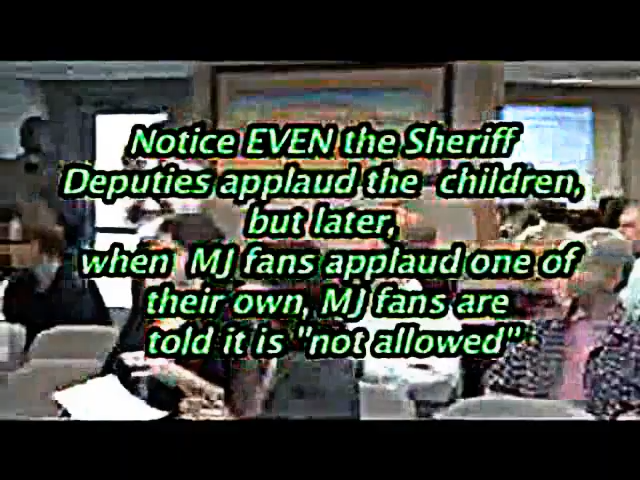 Notice EVEN the Sheriff
Deputies applaud the children,
but later,
when MJ fans applaud one of
their own, MJ fans are
told it is "not allowed"